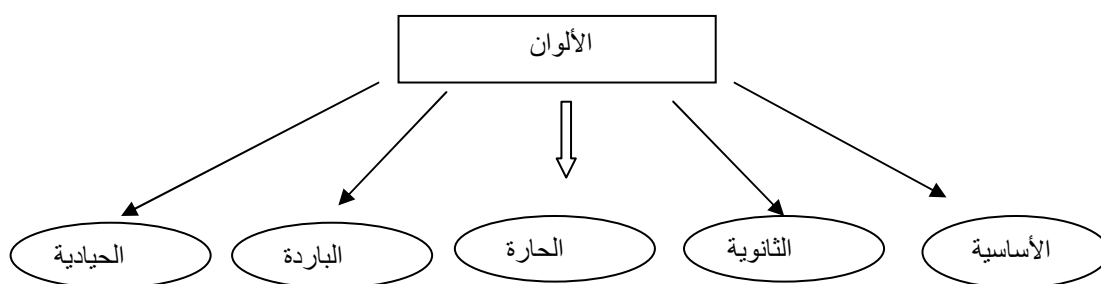 الألوان
الأساسية
الثانوية
الحارة
الباردة
الحيادية